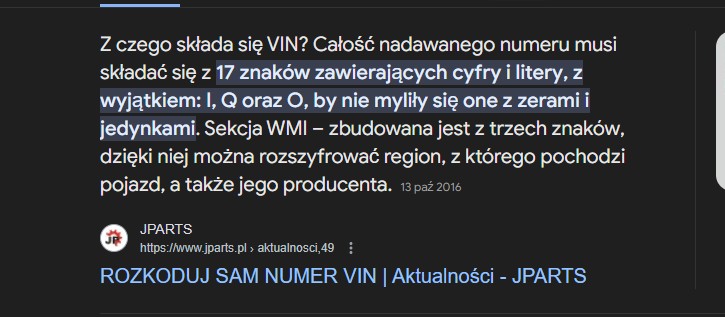 Z czego składa się VIN? Całość nadawanego numeru musi
składać się z 17 znaków zawierających cyfry i litery, z
wyjątkiem: I, Q oraz O, by nie myliły się one z zerami i
jedynkami. Sekcja WMI – zbudowana jest z trzech znaków,
dzięki niej można rozszyfrować region, z którego pochodzi
pojazd, a także jego producenta. 13 paź 2016
JP
JPARTS
https://www.jparts.pl › aktualnosci,49
ROZKODUJ SAM NUMER VIN | Aktualności - JPARTS